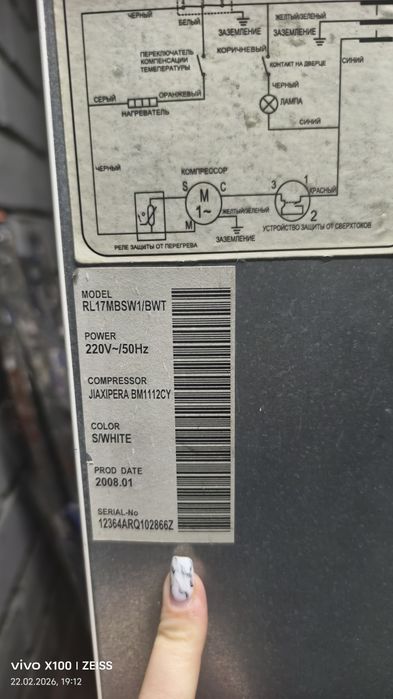 ЧЕРНЫЙ
БЕЛЫЙ
ЗАЗЕМЛЕНИЕ
ЖЕЛТЫЙ/ЗЕЛЕНЫЙ
ЗАЗЕМЛЕНИЕ
ПЕРЕКЛЮЧАТЕЛЬ
КОМПЕНСАЦИИ
ТЕМПЕРАТУРЫ
КОРИЧНЕВЫЙ
КОНТАКТ НА ДВЕРЦЕ
СИНИЙ
ЧЕРНЫЙ
СЕРЫЙ
ОРАНЖЕВЫЙ
НАГРЕВАТЕЛЬ
ЛАМПА
СИНИЙ
ЧЕРНЫЙ
КОМПРЕССОР
S
C
M
1~
M
t°
3
1
КРАСНЫЙ
2
ЖЕЛТЫЙ/ЗЕЛЕНЫЙ
ЗАЗЕМЛЕНИЕ
РЕЛЕ ЗАЩИТЫ ОТ ПЕРЕГРЕВА
УСТРОЙСТВО ЗАЩИТЫ ОТ СВЕРХТОКОВ
MODEL
RL17MBSW1/BWT
POWER
220V~/50Hz
COMPRESSOR
JIAXIPERA BM1112CY
COLOR
S/WHITE
PROD DATE
2008.01
SERIAL-No
12364ARQ102866Z
vivo X100 | ZEISS
22.02.2026, 19:12